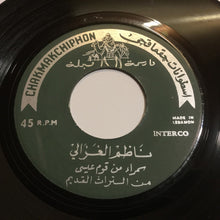 CHAKMAKCHIPHON
اسطوانات جقماقجي
45 R.P.M
MADE IN
LEBANON
INTERCO
ناظم الغزالي
سمراء من قوم عيسى
من التراث القديم